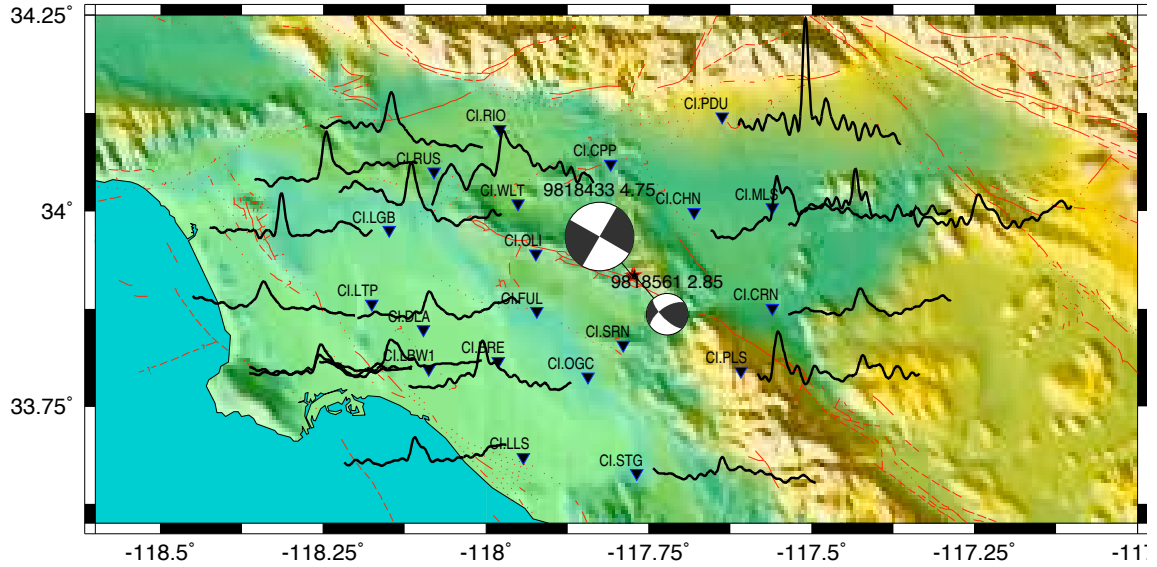 34.25°
CI.PDU
CI.RIO
CI.CPP
CI.RUS
CI.WLT
9818433 4.75
CI.CHN
CI.MLS
34°
CI.LGB
CI.OLI
9818561 2.85
CI.LTP
CI.FUL
CI.CRN
CI.DLA
CI.SRN
CI.LBW1
CI.BRE
CI.OGC
CI.PLS
33.75°
CI.LLS
CI.STG
-118.5° -118.25° -118° -117.75° -117.5° -117.25°